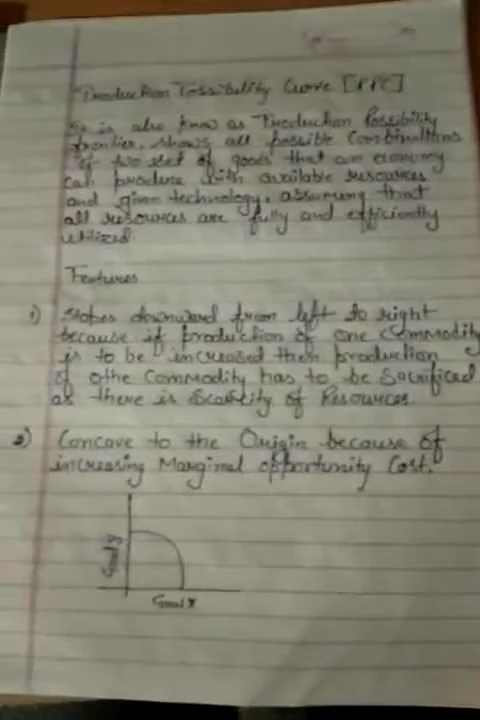 Production Possibility Curve [PPC]
It is also know as Production Possibility
frontier, shows all possible Combinations
of two set of goods that an economy
can produce with available resources
and given technology, assuming that
all resources are fully and efficiently
utilized.
Features
1) Slopes downward from left to right
because if production of one Commodity
is to be increased then production
of othe Commodity has to be Sacrificed
as there is Scarcity of Resources.
2) Concave to the Origin because of
increasing Marginal opportunity Cost.
Good y
Good x